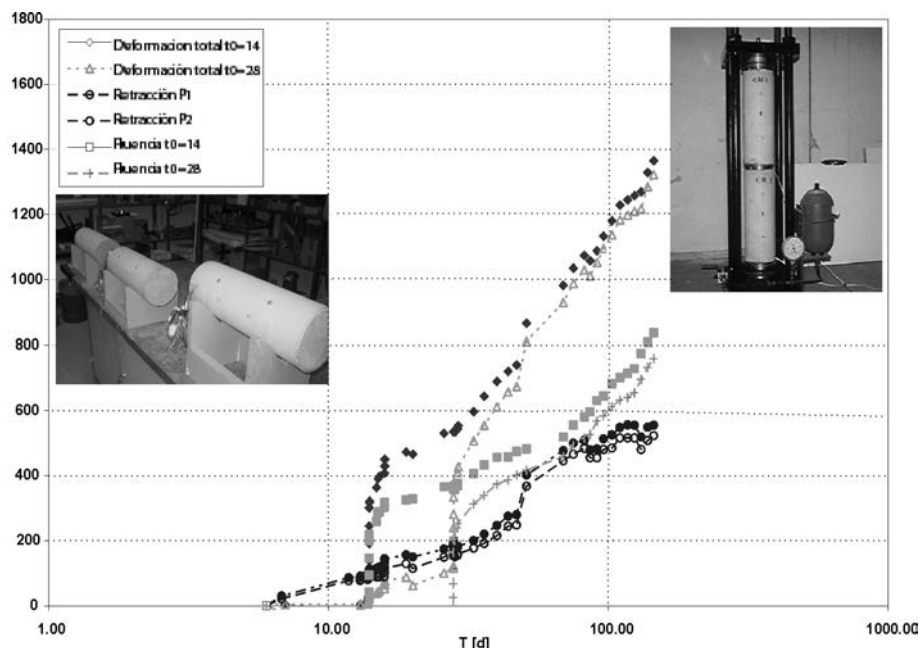 1800
1600
1400
1200
1000
800
600
400
200
0
Deformacion total t0=14
Deformación total t0=28
Retracción P1
Retracción P2
Fluencia t0=14
Fluencia t0=28
1.00 10.00 100.00 1000.00
T [d]